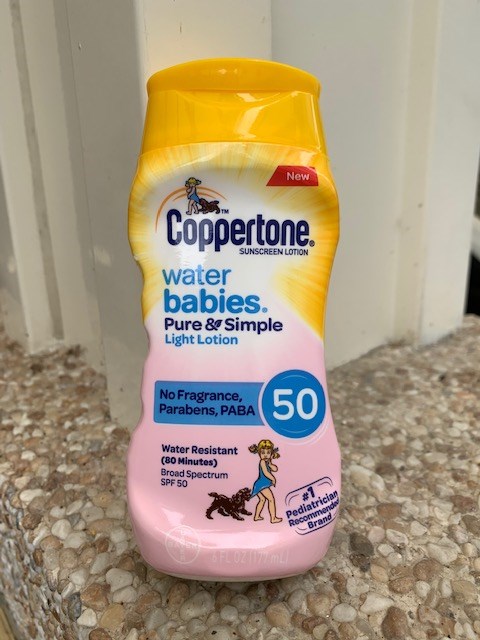 New
Coppertone®
SUNSCREEN LOTION
water
babies®
Pure & Simple
Light Lotion
No Fragrance,
Parabens, PABA
50
Water Resistant
(80 Minutes)
Broad Spectrum
SPF 50
#1
Pediatrician
Recommended
Brand